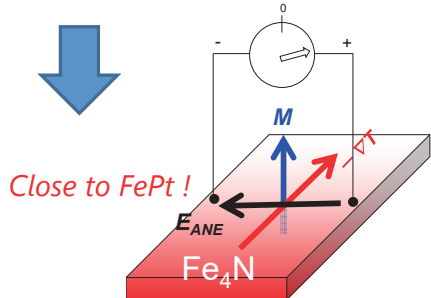 0
- +
M
- ∇T
Close to FePt !
E_ANE
Fe₄N